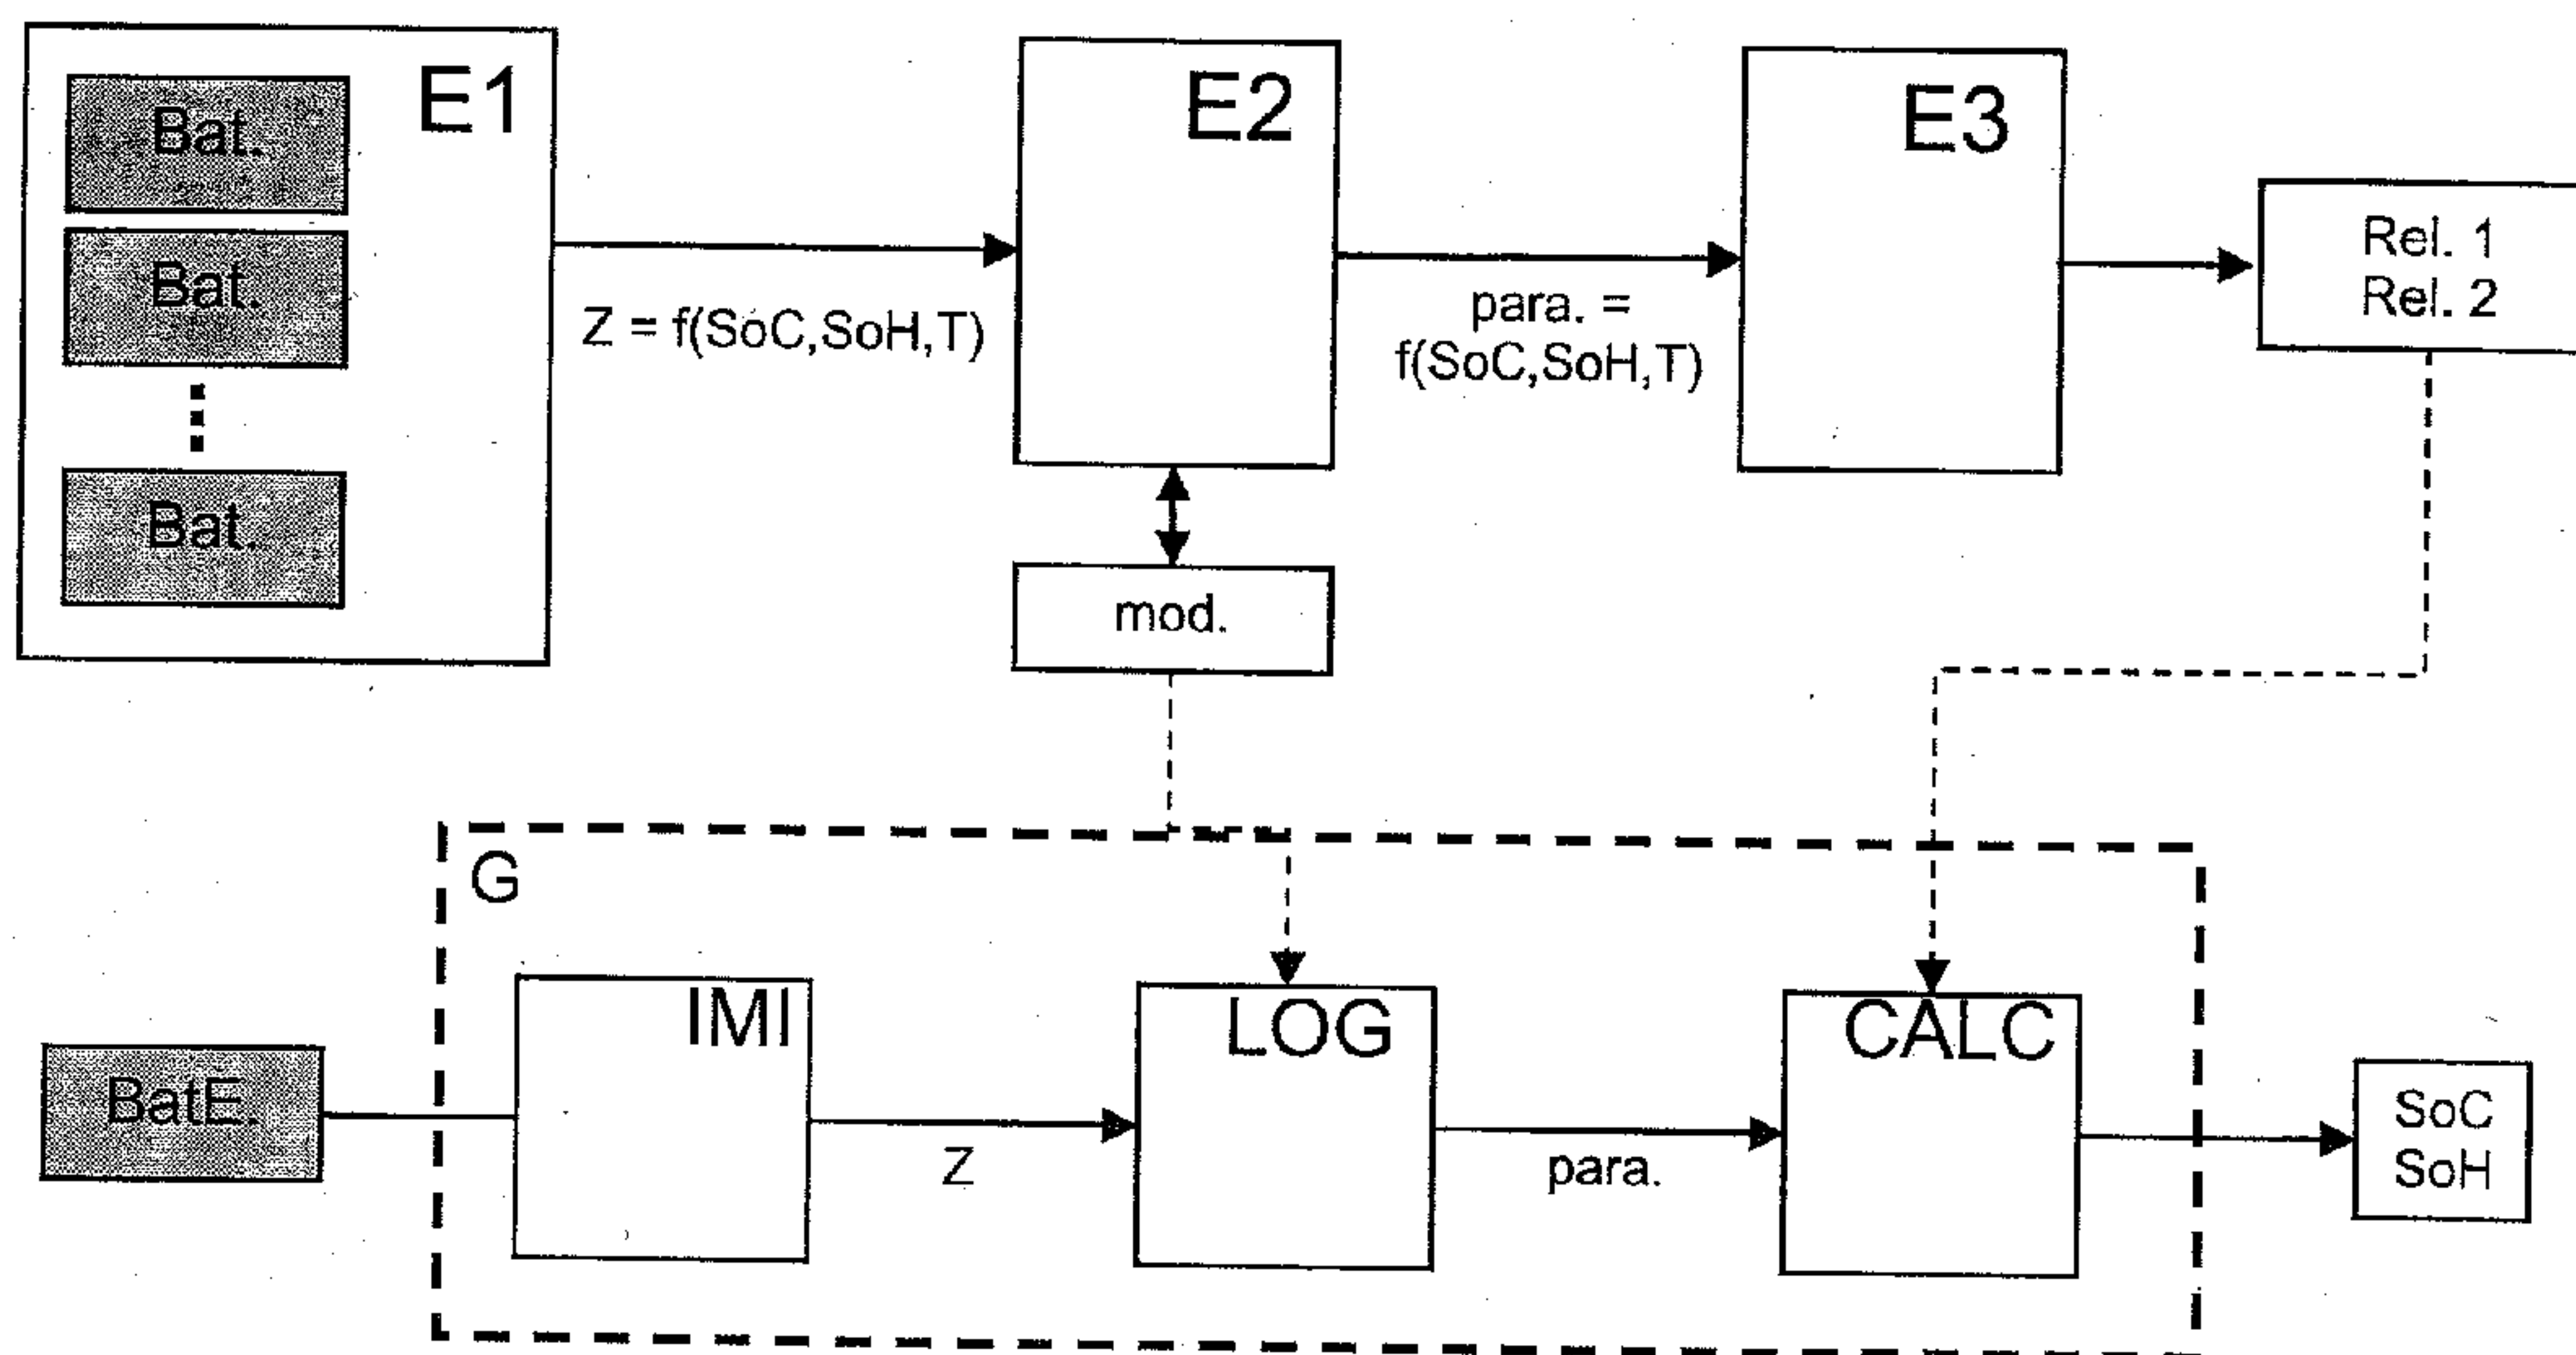 E1
Bat.
Bat.
Bat.
Z = f(SoC,SoH,T)
E2
mod.
para. =
f(SoC,SoH,T)
E3
Rel. 1
Rel. 2
G
BatE.
IMI
Z
LOG
para.
CALC
SoC
SoH